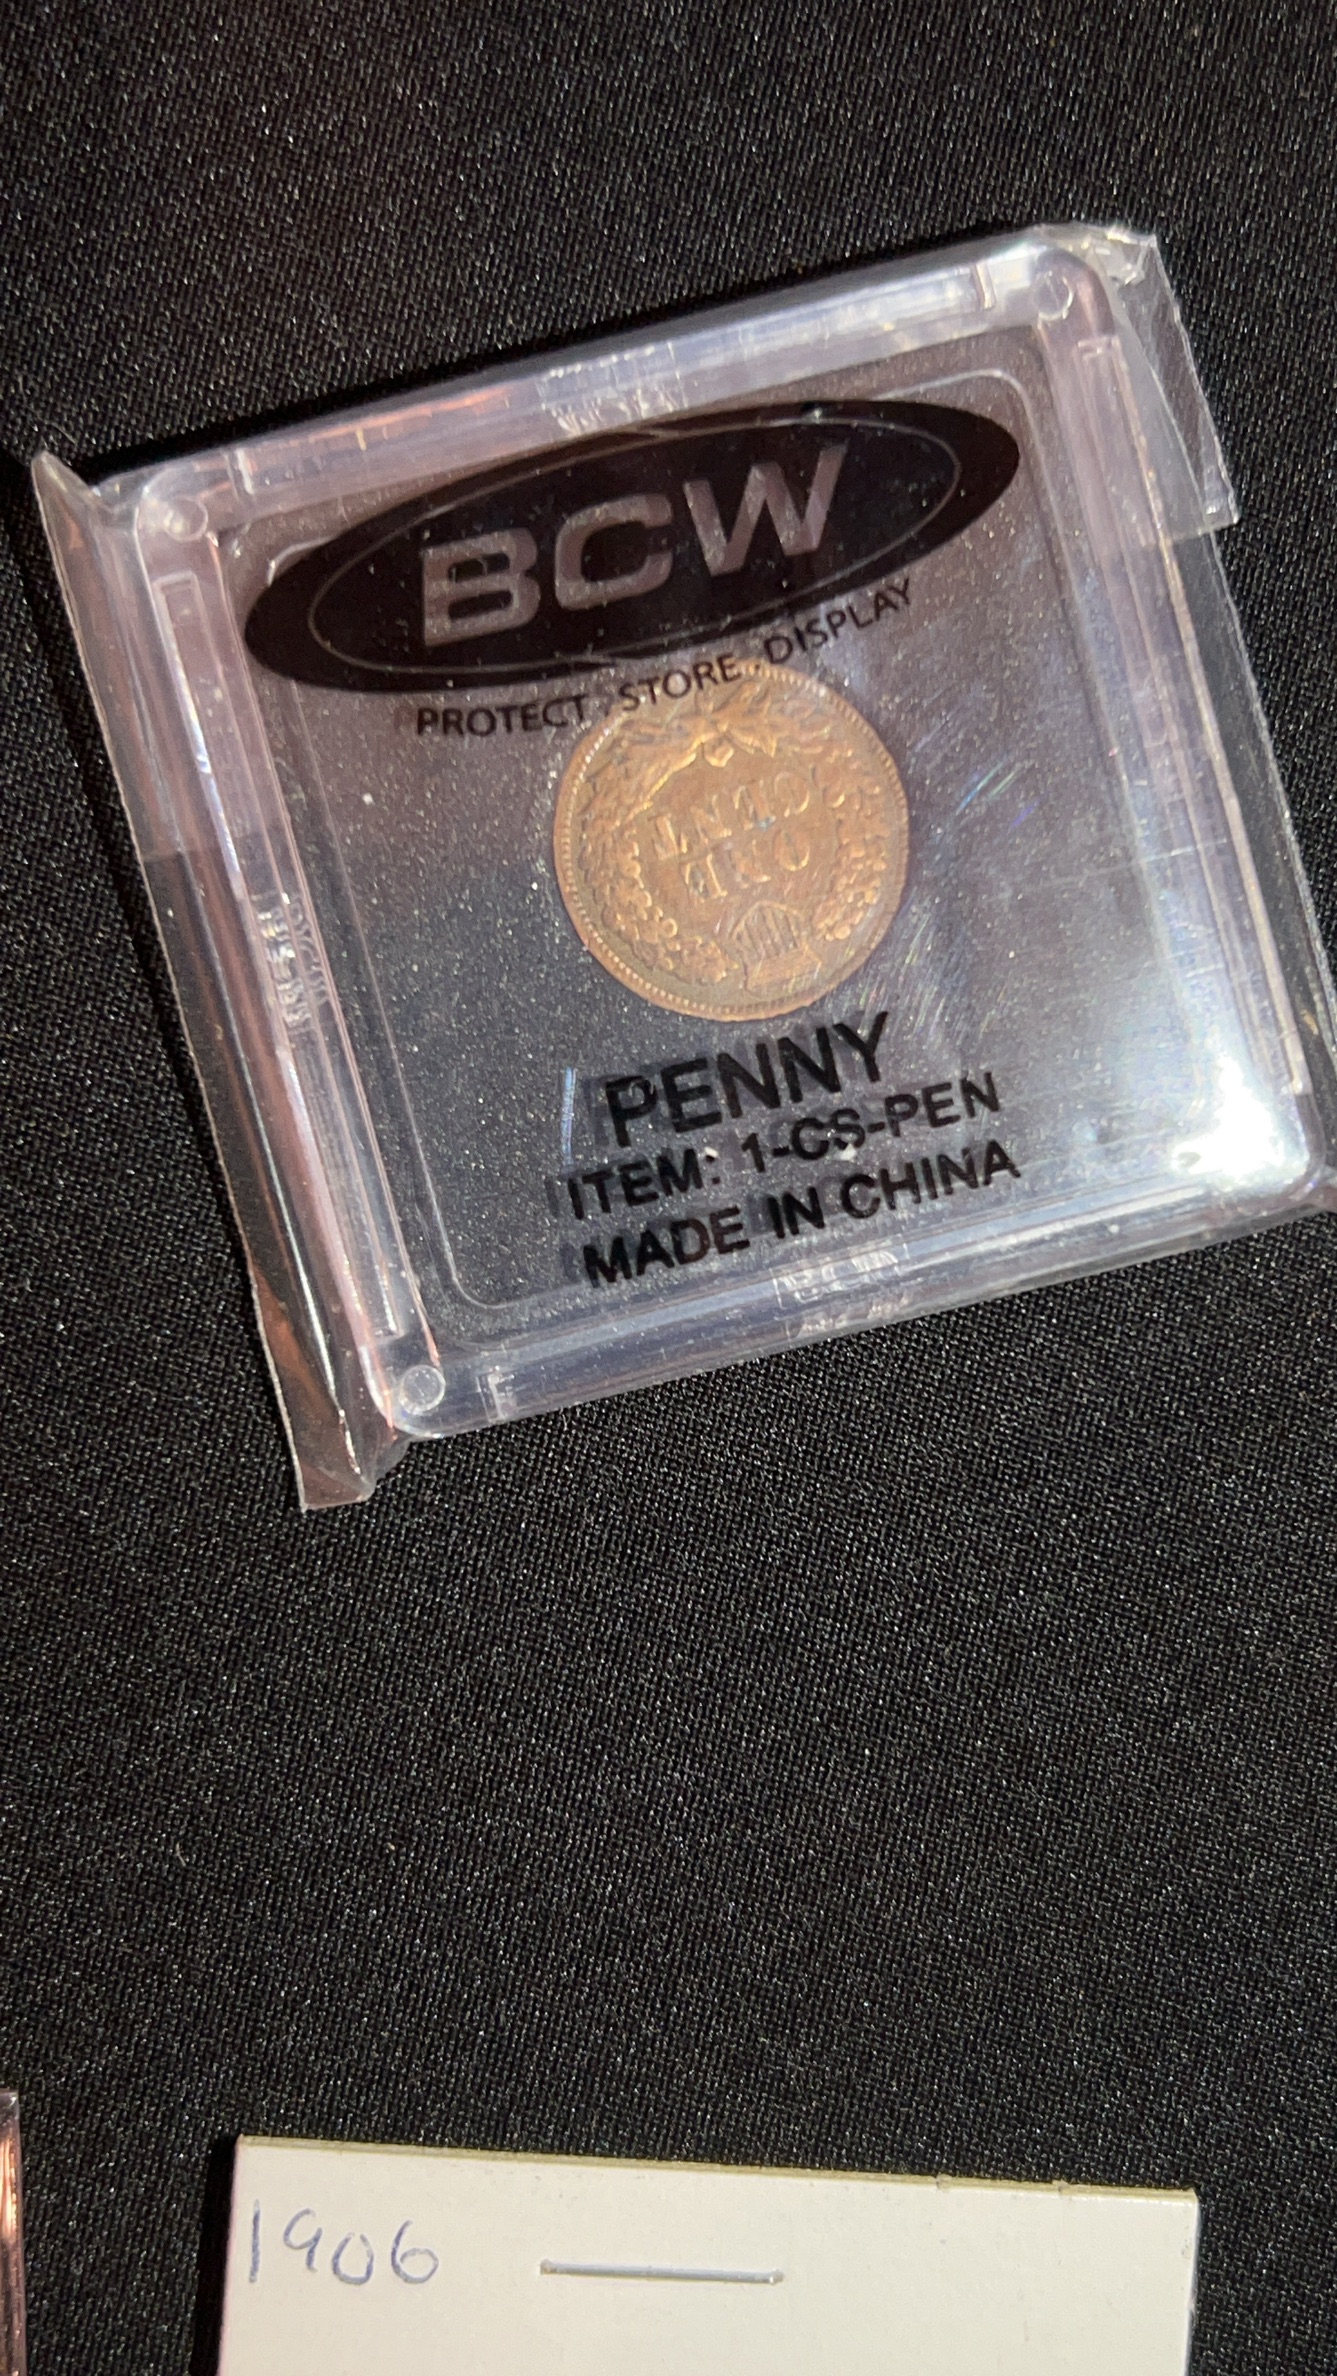 BCW
PROTECT . STORE . DISPLAY
ONE
CENT
PENNY
ITEM: 1-CS-PEN
MADE IN CHINA
1906